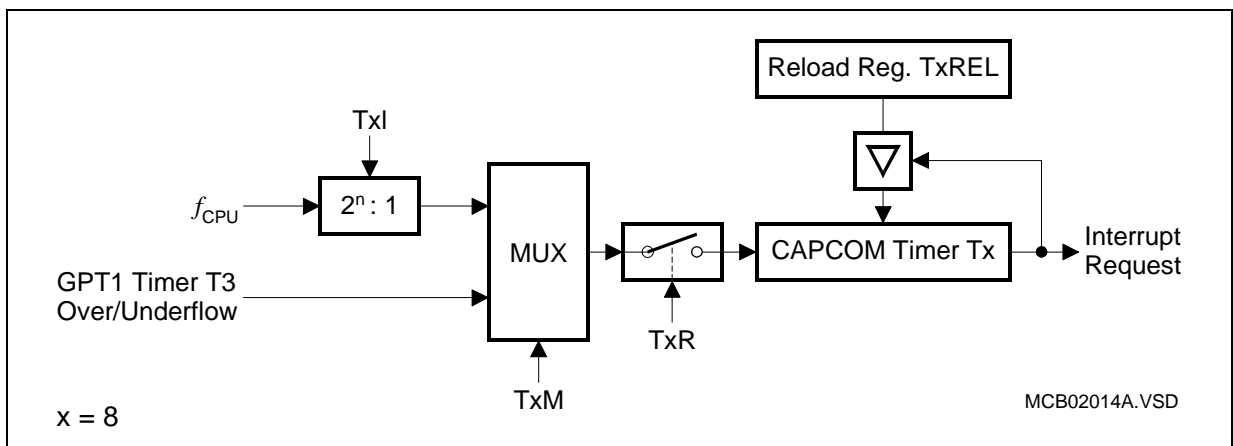 Reload Reg. TxREL
TxI
f_CPU
2ⁿ : 1
MUX
CAPCOM Timer Tx
Interrupt
Request
GPT1 Timer T3
Over/Underflow
TxR
TxM
x = 8
MCB02014A.VSD